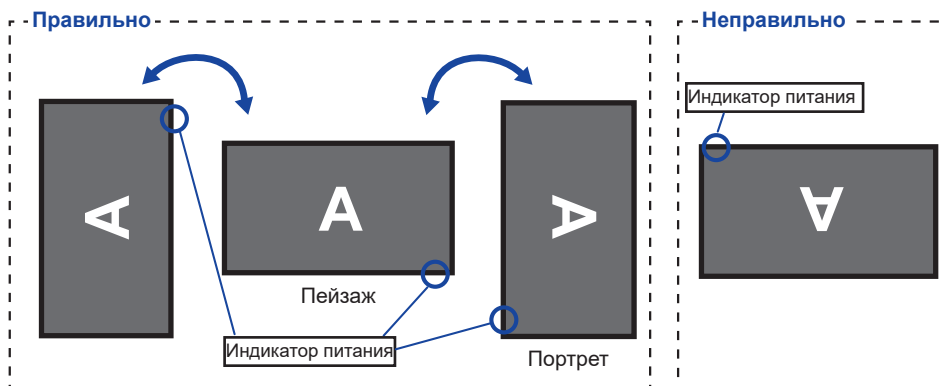 Правильно
Неправильно
Индикатор питания
A
A
A
A
Пейзаж
Индикатор питания
Портрет